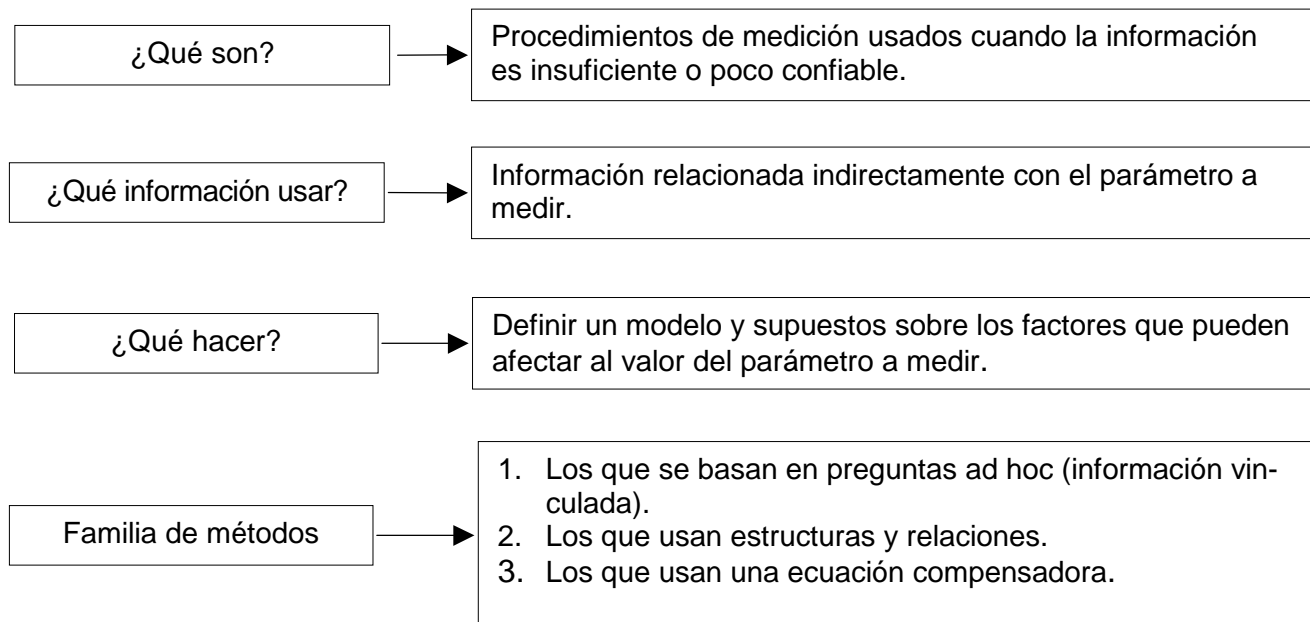 ¿Qué son?
Procedimientos de medición usados cuando la información
es insuficiente o poco confiable.
¿Qué información usar?
Información relacionada indirectamente con el parámetro a
medir.
¿Qué hacer?
Definir un modelo y supuestos sobre los factores que pueden
afectar al valor del parámetro a medir.
Familia de métodos
1. Los que se basan en preguntas ad hoc (información vin-
culada).
2. Los que usan estructuras y relaciones.
3. Los que usan una ecuación compensadora.